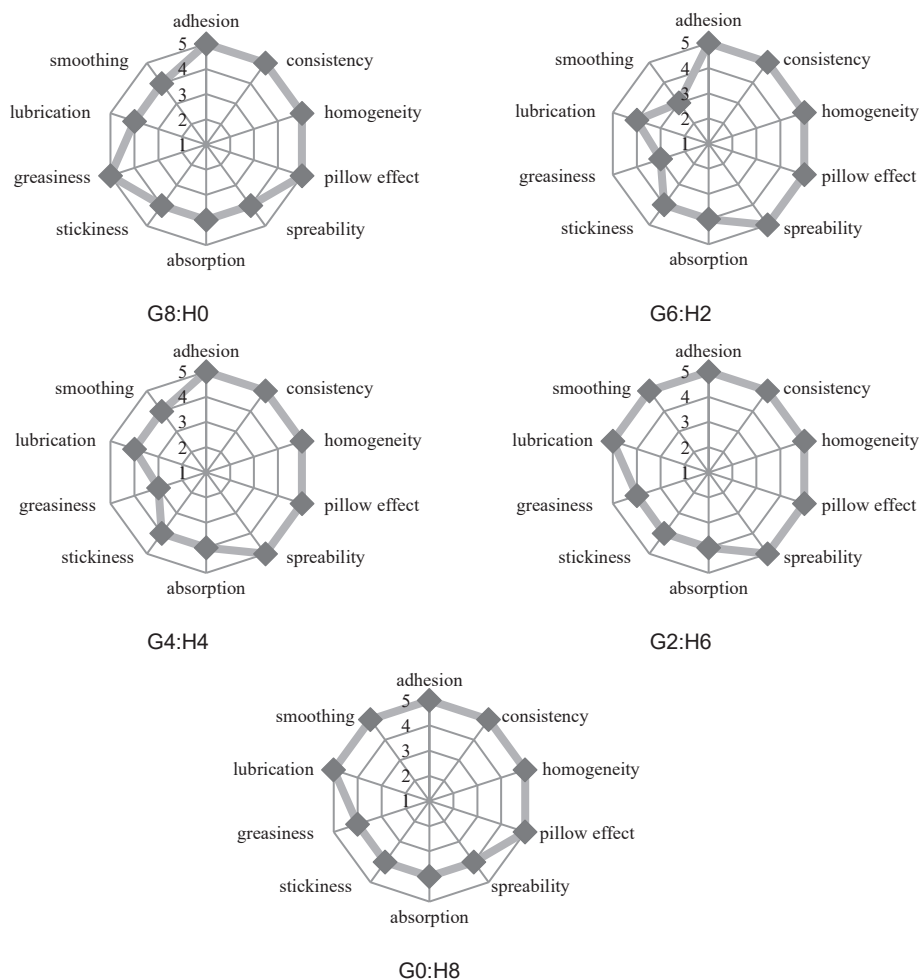 adhesion
5
smoothing
consistency
4
3
lubrication
homogeneity
2
1
greasiness
pillow effect
stickiness
spreability
absorption
G8:H0
adhesion
5
smoothing
consistency
4
3
lubrication
homogeneity
2
1
greasiness
pillow effect
stickiness
spreability
absorption
G6:H2
adhesion
5
smoothing
consistency
4
3
lubrication
homogeneity
2
1
greasiness
pillow effect
stickiness
spreability
absorption
G4:H4
adhesion
5
smoothing
consistency
4
3
lubrication
homogeneity
2
1
greasiness
pillow effect
stickiness
spreability
absorption
G2:H6
adhesion
5
smoothing
consistency
4
3
lubrication
homogeneity
2
1
greasiness
pillow effect
stickiness
spreability
absorption
G0:H8